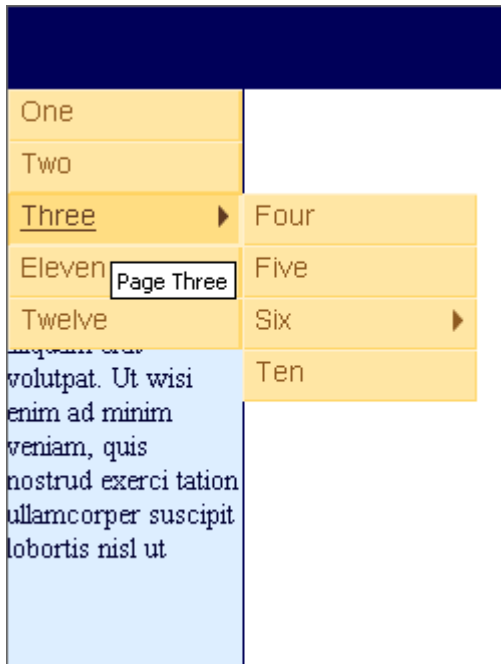 One
Two
Three
Four
Eleven
Page Three
Five
Twelve
Six
Ten
volutpat. Ut wisi
enim ad minim
veniam, quis
nostrud exerci tation
ullamcorper suscipit
lobortis nisl ut